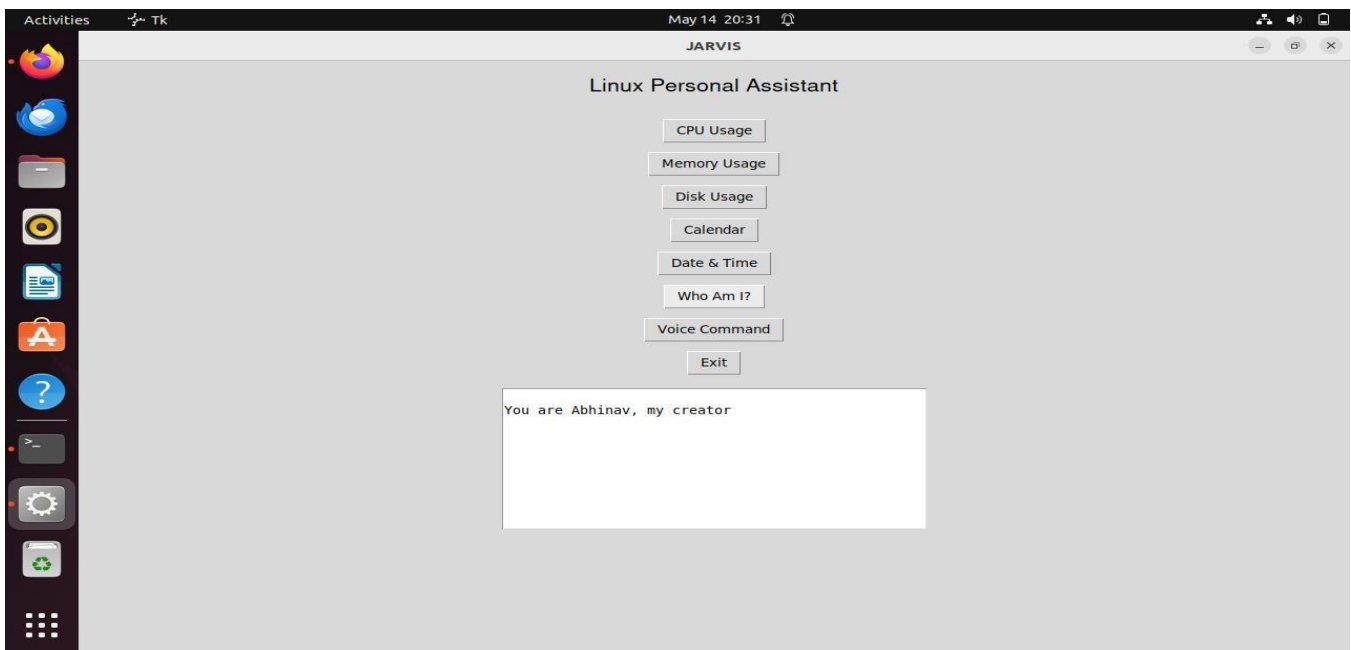 Activities Tk May 14 20:31
JARVIS
Linux Personal Assistant
CPU Usage
Memory Usage
Disk Usage
Calendar
Date & Time
Who Am I?
Voice Command
Exit
You are Abhinav, my creator